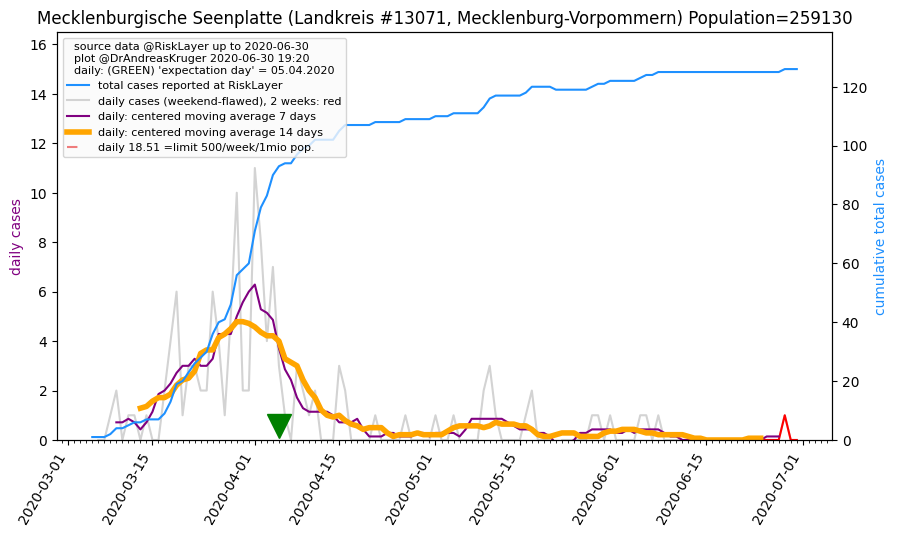 Mecklenburgische Seenplatte (Landkreis #13071, Mecklenburg-Vorpommern) Population=259130
source data @RiskLayer up to 2020-06-30
plot @DrAndreasKruger 2020-06-30 19:20
daily: (GREEN) 'expectation day' = 05.04.2020
total cases reported at RiskLayer
daily cases (weekend-flawed), 2 weeks: red
daily: centered moving average 7 days
daily: centered moving average 14 days
daily 18.51 =limit 500/week/1mio pop.
daily cases
16
14
12
10
8
6
4
2
0
cumulative total cases
120
100
80
60
40
20
0
2020-03-01
2020-03-15
2020-04-01
2020-04-15
2020-05-01
2020-05-15
2020-06-01
2020-06-15
2020-07-01